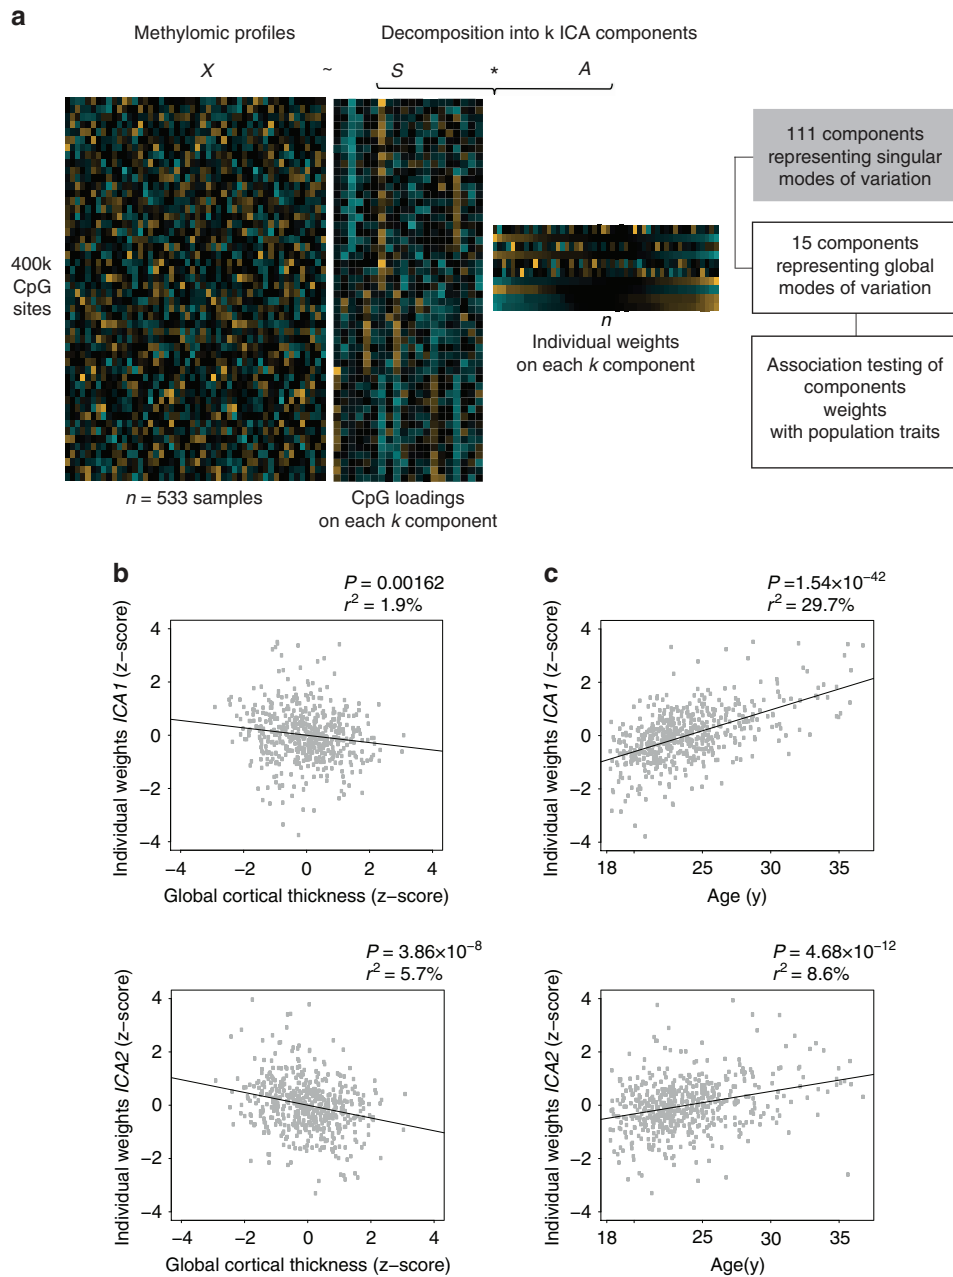 a
Methylomic profiles
Decomposition into k ICA components
X ~ S * A
400k
CpG
sites
n = 533 samples
CpG loadings
on each k component
n
Individual weights
on each k component
111 components
representing singular
modes of variation
15 components
representing global
modes of variation
Association testing of
components
weights
with population traits
b
P = 0.00162
r² = 1.9%
Individual weights ICA1 (z−score)
4
2
0
−2
−4
−4 −2 0 2 4
Global cortical thickness (z−score)
c
P =1.54×10⁻⁴²
r² = 29.7%
Individual weights ICA1 (z−score)
4
2
0
−2
−4
18 25 30 35
Age (y)
P = 3.86×10⁻⁸
r² = 5.7%
Individual weights ICA2 (z−score)
4
2
0
−2
−4
−4 −2 0 2 4
Global cortical thickness (z−score)
P = 4.68×10⁻¹²
r² = 8.6%
Individual weights ICA2 (z−score)
4
2
0
−2
−4
18 25 30 35
Age(y)